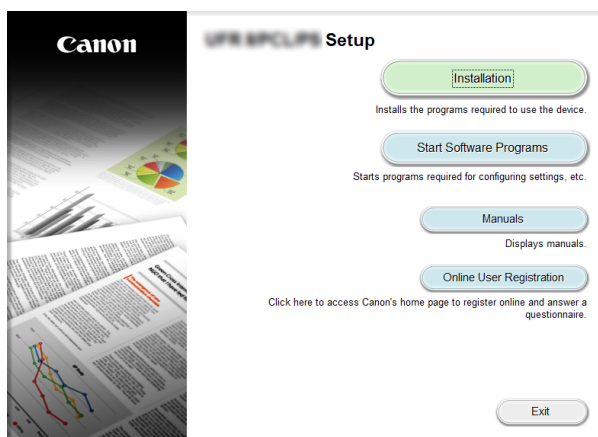 Canon
Setup
Installation
Installs the programs required to use the device.
Start Software Programs
Starts programs required for configuring settings, etc.
Manuals
Displays manuals.
Online User Registration
Click here to access Canon's home page to register online and answer a
questionnaire.
Exit